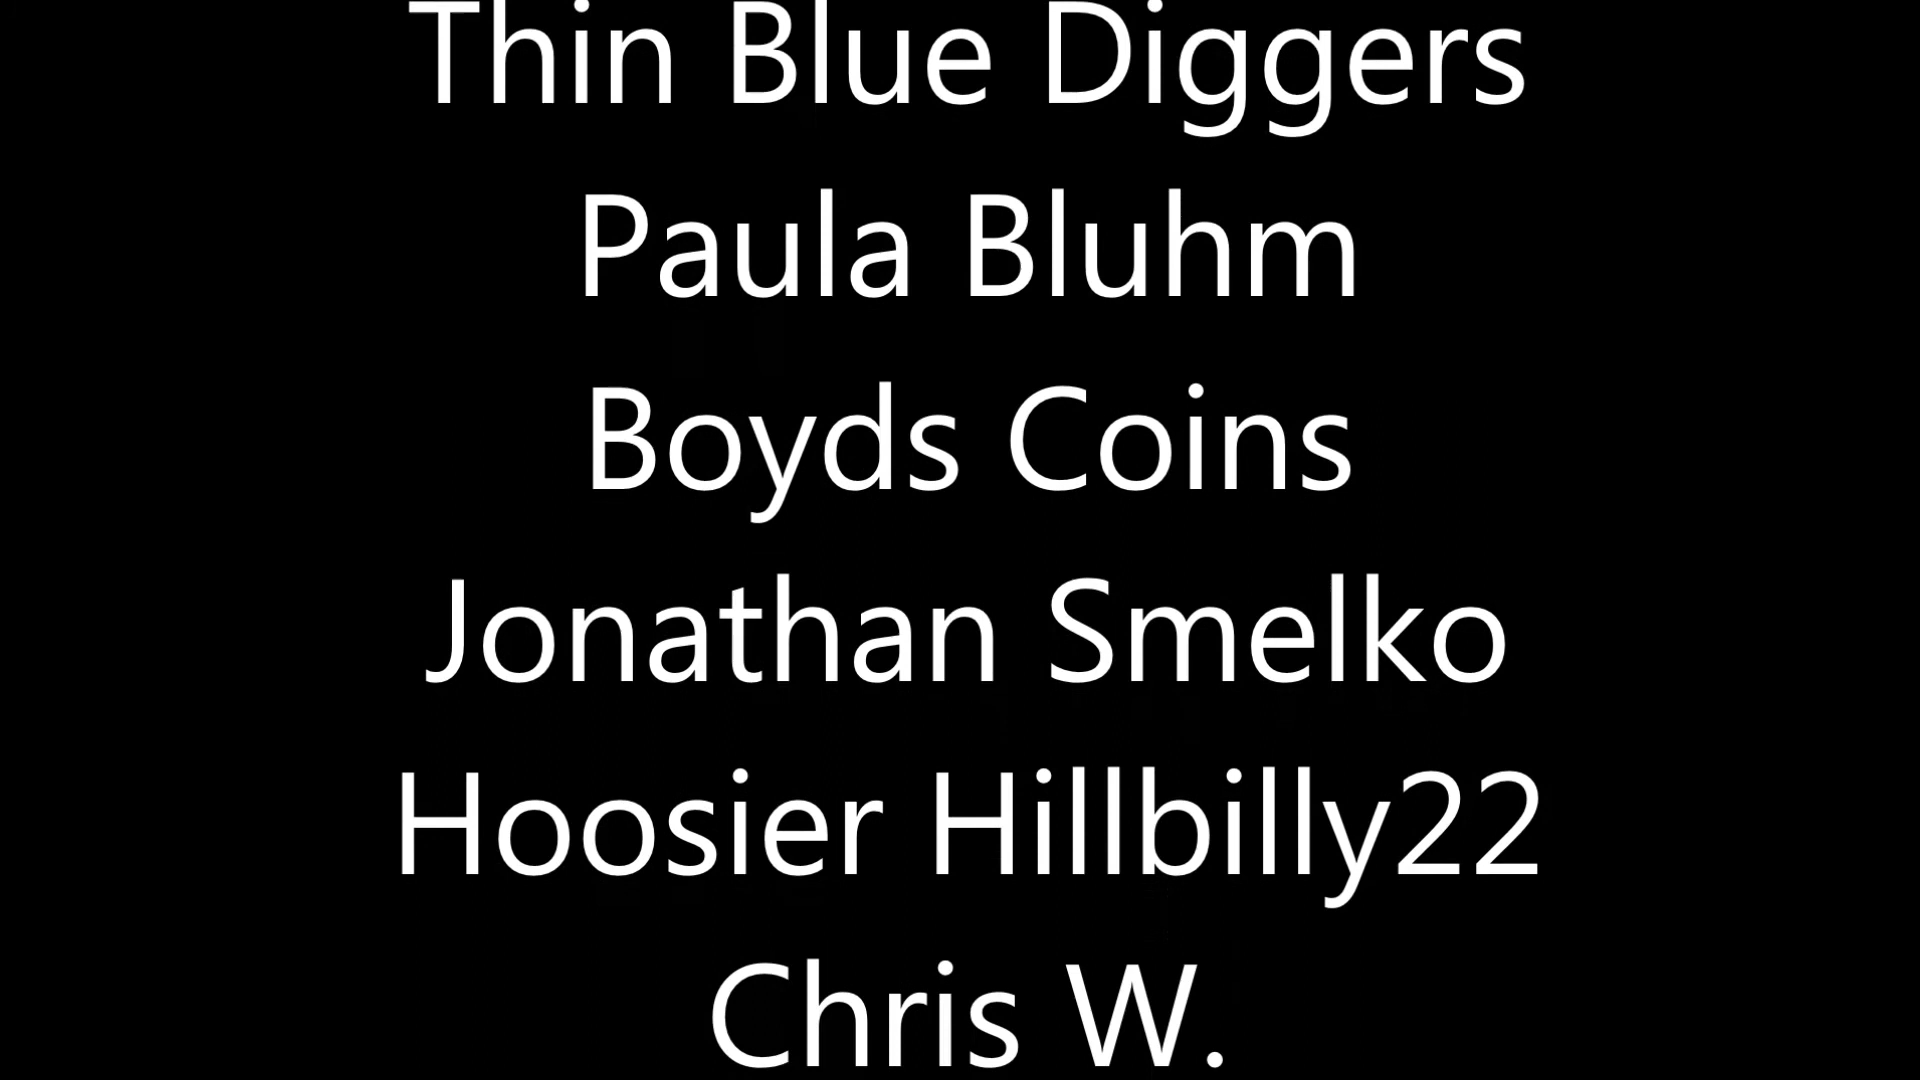 Thin Blue Diggers
Paula Bluhm
Boyds Coins
Jonathan Smelko
Hoosier Hillbilly22
Chris W.